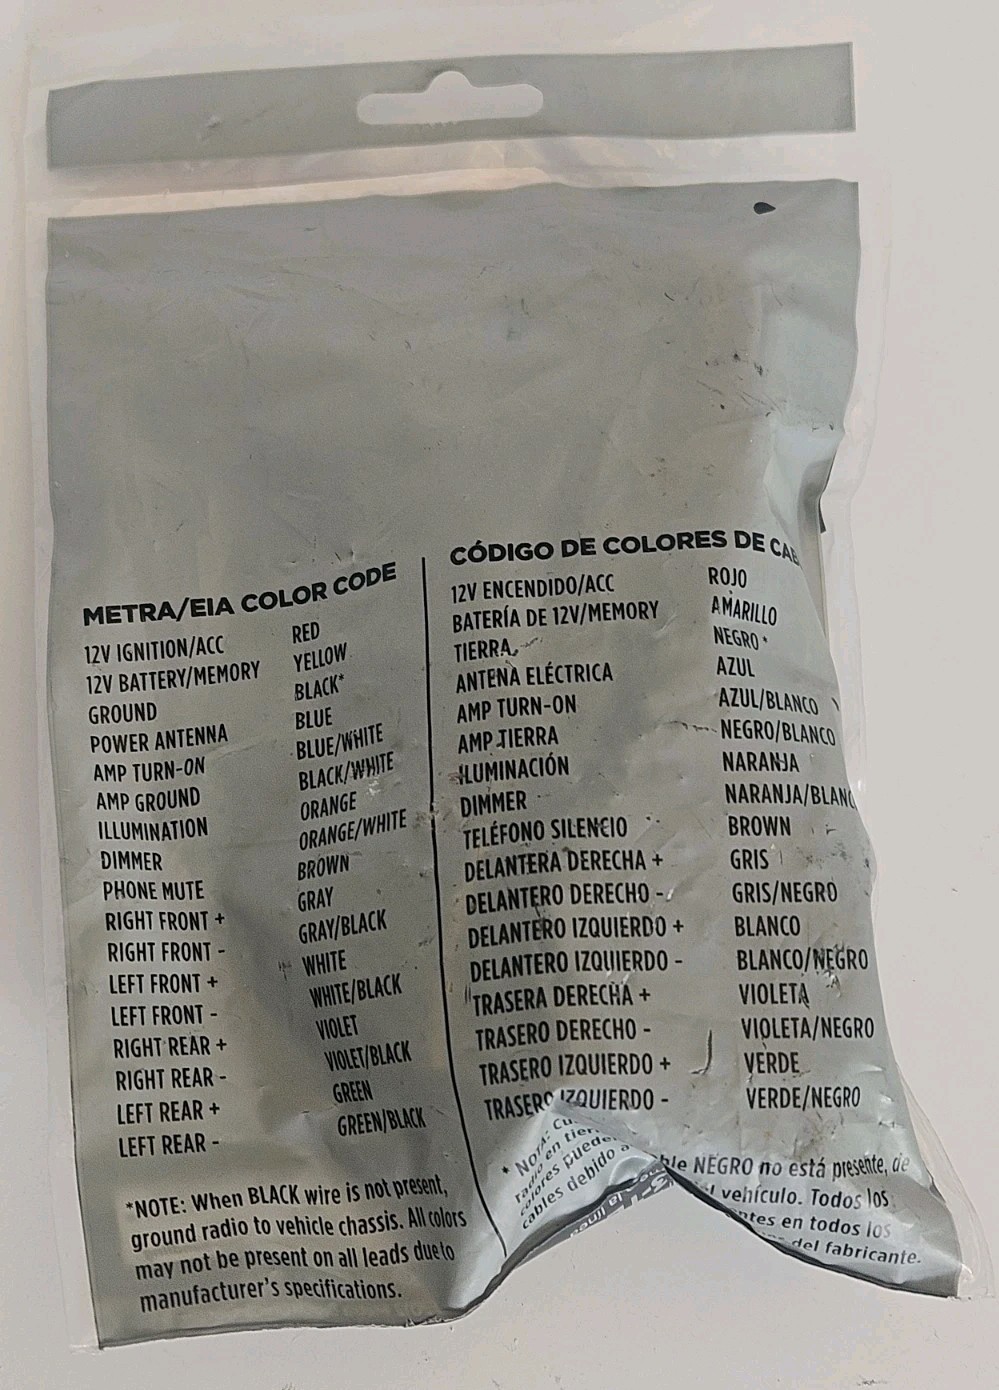 METRA/EIA COLOR CODE
12V IGNITION/ACC RED
12V BATTERY/MEMORY YELLOW
GROUND BLACK*
POWER ANTENNA BLUE
AMP TURN-ON BLUE/WHITE
AMP GROUND BLACK/WHITE
ILLUMINATION ORANGE
DIMMER ORANGE/WHITE
PHONE MUTE BROWN
RIGHT FRONT + GRAY
RIGHT FRONT - GRAY/BLACK
LEFT FRONT + WHITE
LEFT FRONT - WHITE/BLACK
RIGHT REAR + VIOLET
RIGHT REAR - VIOLET/BLACK
LEFT REAR + GREEN
LEFT REAR - GREEN/BLACK
*NOTE: When BLACK wire is not present,
ground radio to vehicle chassis. All colors
may not be present on all leads due to
manufacturer's specifications.
CÓDIGO DE COLORES DE
12V ENCENDIDO/ACC ROJO
BATERÍA DE 12V/MEMORY AMARILLO
TIERRA NEGRO*
ANTENA ELÉCTRICA AZUL
AMP TURN-ON AZUL/BLANCO
AMP TIERRA NEGRO/BLANCO
ILUMINACIÓN NARANJA
DIMMER NARANJA/BLANC
TELÉFONO SILENCIO BROWN
DELANTERA DERECHA + GRIS
DELANTERO DERECHO - GRIS/NEGRO
DELANTERO IZQUIERDO + BLANCO
DELANTERO IZQUIERDO - BLANCO/NEGRO
TRASERA DERECHA + VIOLETA
TRASERO DERECHO - VIOLETA/NEGRO
TRASERO IZQUIERDO + VERDE
TRASERO IZQUIERDO - VERDE/NEGRO
* NOTA: NEGRO no está presente, de
radio en vehículo. Todos los
colores en todos los
cables debido a del fabricante.